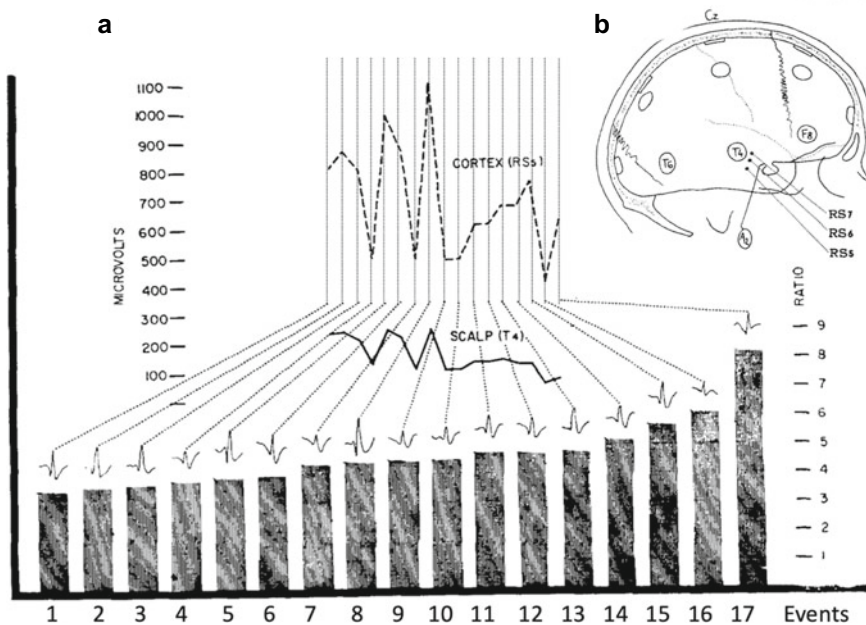 a
b
1100
1000
900
800
700
600
500
400
300
200
100
MICROVOLTS
CORTEX (RS5)
SCALP (T4)
Cz
T6
T4
F8
A2
RS7
RS6
RS5
RATIO
9
8
7
6
5
4
3
2
1
1 2 3 4 5 6 7 8 9 10 11 12 13 14 15 16 17 Events